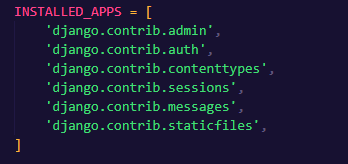 INSTALLED_APPS = [
    'django.contrib.admin',
    'django.contrib.auth',
    'django.contrib.contenttypes',
    'django.contrib.sessions',
    'django.contrib.messages',
    'django.contrib.staticfiles',
]